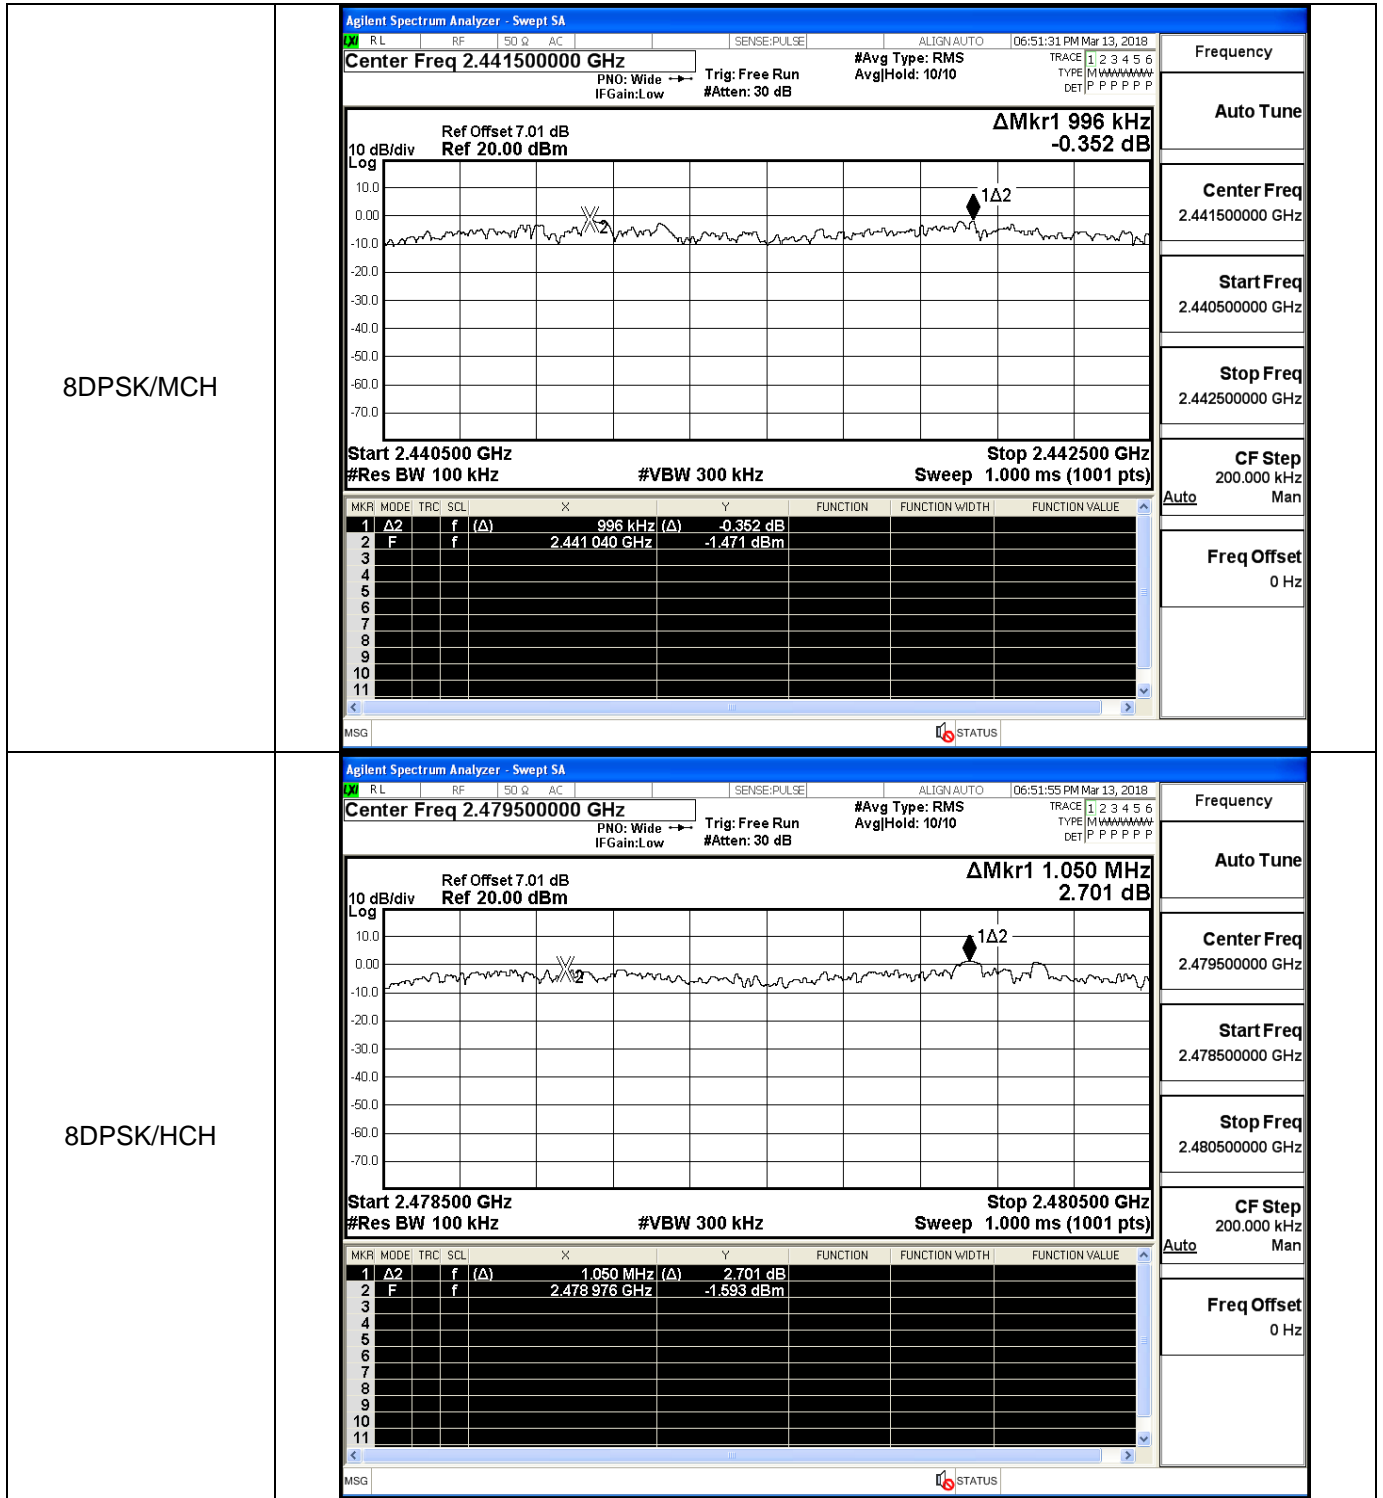 8DPSK/MCH
Agilent Spectrum Analyzer - Swept SA
LXI RL RF 50 Ω AC SENSE:PULSE ALIGN AUTO 06:51:31 PM Mar 13, 2018
Center Freq 2.441500000 GHz
PNO: Wide
IFGain:Low
Trig: Free Run
#Atten: 30 dB
#Avg Type: RMS
Avg|Hold: 10/10
TRACE 1 2 3 4 5 6
TYPE M
DET P P P P P P
ΔMkr1 996 kHz
-0.352 dB
Ref Offset 7.01 dB
10 dB/div Ref 20.00 dBm
Log
10.0
0.00
-10.0
-20.0
-30.0
-40.0
-50.0
-60.0
-70.0
1Δ2
2
Start 2.440500 GHz Stop 2.442500 GHz
#Res BW 100 kHz #VBW 300 kHz Sweep 1.000 ms (1001 pts)
MKR MODE TRC SCL X Y FUNCTION FUNCTION WIDTH FUNCTION VALUE
1 Δ2 f (Δ) 996 kHz (Δ) -0.352 dB
2 F f 2.441 040 GHz -1.471 dBm
3
4
5
6
7
8
9
10
11
MSG STATUS
Frequency
Auto Tune
Center Freq
2.441500000 GHz
Start Freq
2.440500000 GHz
Stop Freq
2.442500000 GHz
CF Step
200.000 kHz
Auto Man
Freq Offset
0 Hz
8DPSK/HCH
Agilent Spectrum Analyzer - Swept SA
LXI RL RF 50 Ω AC SENSE:PULSE ALIGN AUTO 06:51:55 PM Mar 13, 2018
Center Freq 2.479500000 GHz
PNO: Wide
IFGain:Low
Trig: Free Run
#Atten: 30 dB
#Avg Type: RMS
Avg|Hold: 10/10
TRACE 1 2 3 4 5 6
TYPE M
DET P P P P P P
ΔMkr1 1.050 MHz
2.701 dB
Ref Offset 7.01 dB
10 dB/div Ref 20.00 dBm
Log
10.0
0.00
-10.0
-20.0
-30.0
-40.0
-50.0
-60.0
-70.0
1Δ2
2
Start 2.478500 GHz Stop 2.480500 GHz
#Res BW 100 kHz #VBW 300 kHz Sweep 1.000 ms (1001 pts)
MKR MODE TRC SCL X Y FUNCTION FUNCTION WIDTH FUNCTION VALUE
1 Δ2 f (Δ) 1.050 MHz (Δ) 2.701 dB
2 F f 2.478 976 GHz -1.593 dBm
3
4
5
6
7
8
9
10
11
MSG STATUS
Frequency
Auto Tune
Center Freq
2.479500000 GHz
Start Freq
2.478500000 GHz
Stop Freq
2.480500000 GHz
CF Step
200.000 kHz
Auto Man
Freq Offset
0 Hz